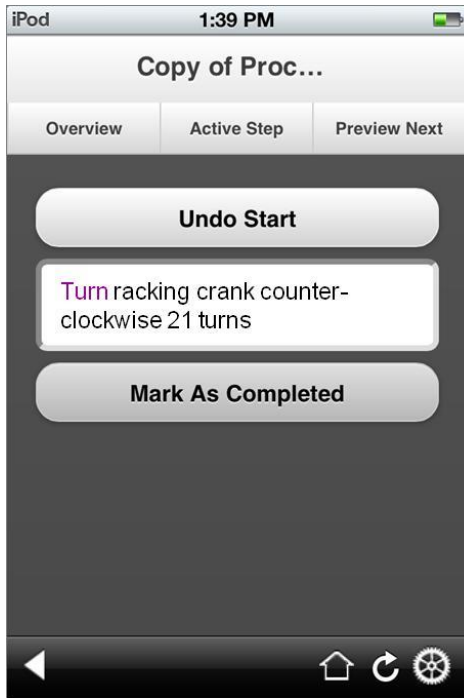 iPod 1:39 PM
Copy of Proc...
Overview Active Step Preview Next
Undo Start
Turn racking crank counter-
clockwise 21 turns
Mark As Completed